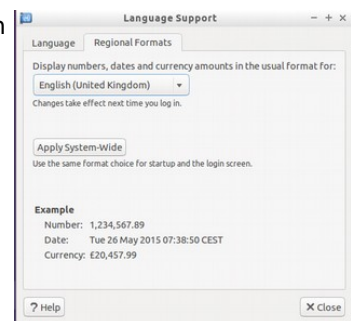 n
Language Support
Language Regional Formats
Display numbers, dates and currency amounts in the usual format for:
English (United Kingdom)
Changes take effect next time you log in.
Apply System-Wide
Use the same format choice for startup and the login screen.
Example
Number: 1,234,567.89
Date: Tue 26 May 2015 07:38:50 CEST
Currency: £20,457.99
? Help X Close